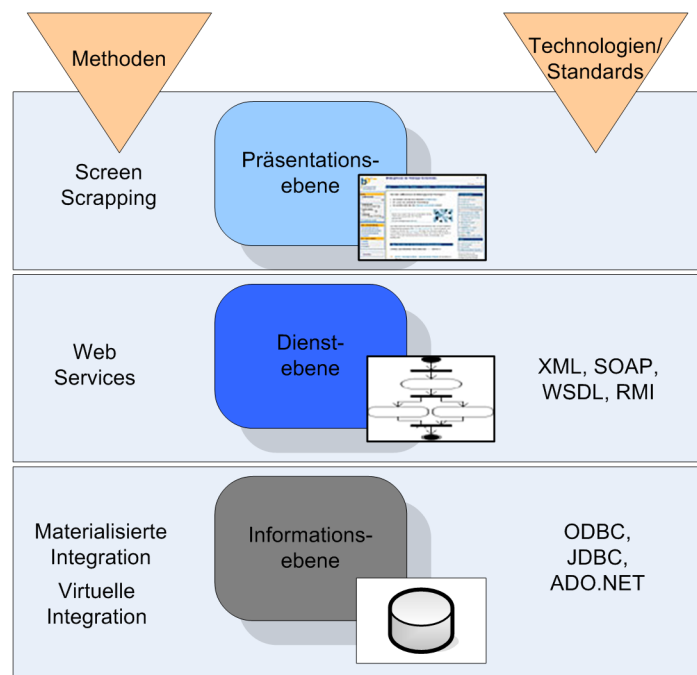 Methoden
Technologien/
Standards
Screen
Scrapping
Präsentations-
ebene
Web
Services
Dienst-
ebene
XML, SOAP,
WSDL, RMI
Materialisierte
Integration
Virtuelle
Integration
Informations-
ebene
ODBC,
JDBC,
ADO.NET